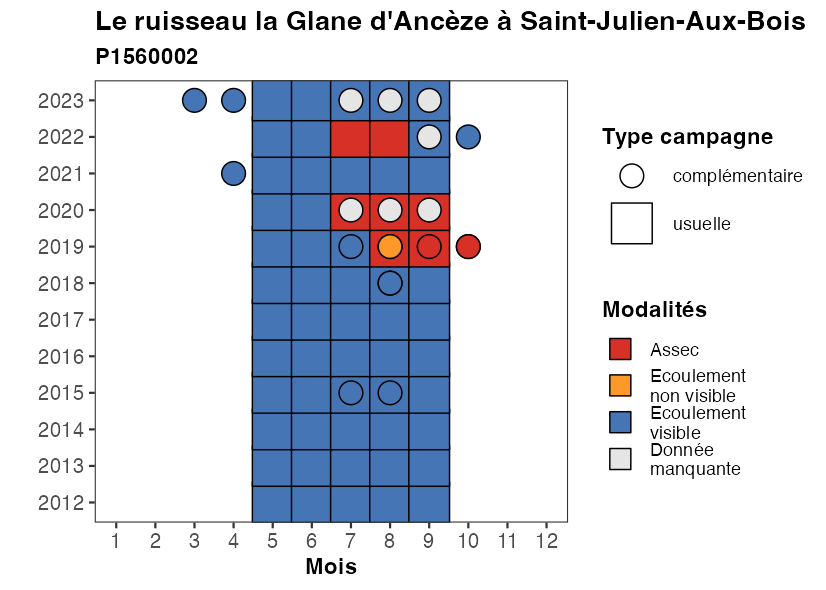 Le ruisseau la Glane d'Ancèze à Saint-Julien-Aux-Bois
P1560002
2023
2022
2021
2020
2019
2018
2017
2016
2015
2014
2013
2012
1 2 3 4 5 6 7 8 9 10 11 12
Mois
Type campagne
complémentaire
usuelle
Modalités
Assec
Ecoulement
non visible
Ecoulement
visible
Donnée
manquante